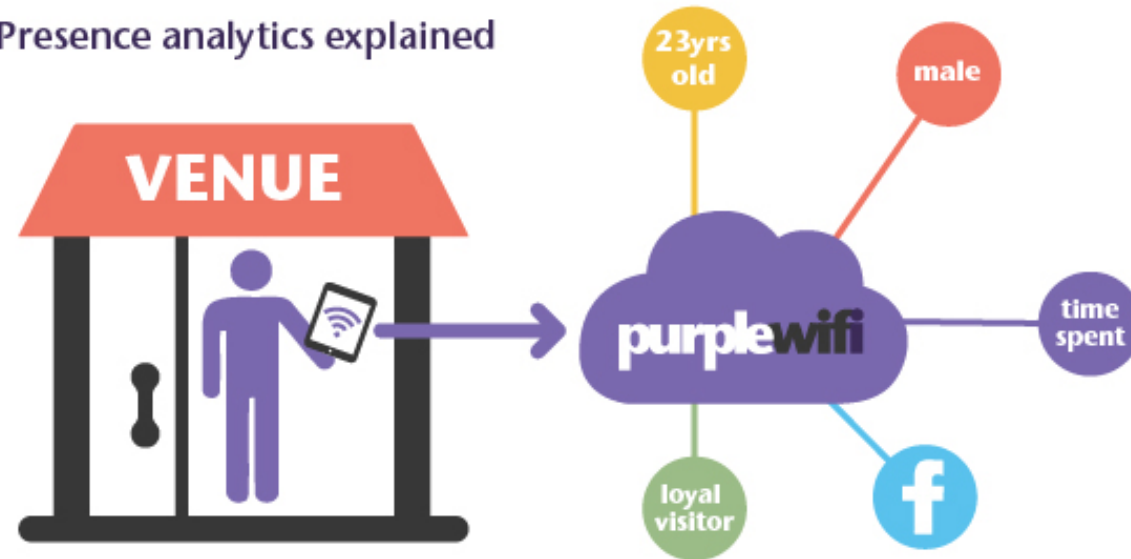 Presence analytics explained
VENUE
23yrs
old
male
purplewifi
time
spent
loyal
visitor
f